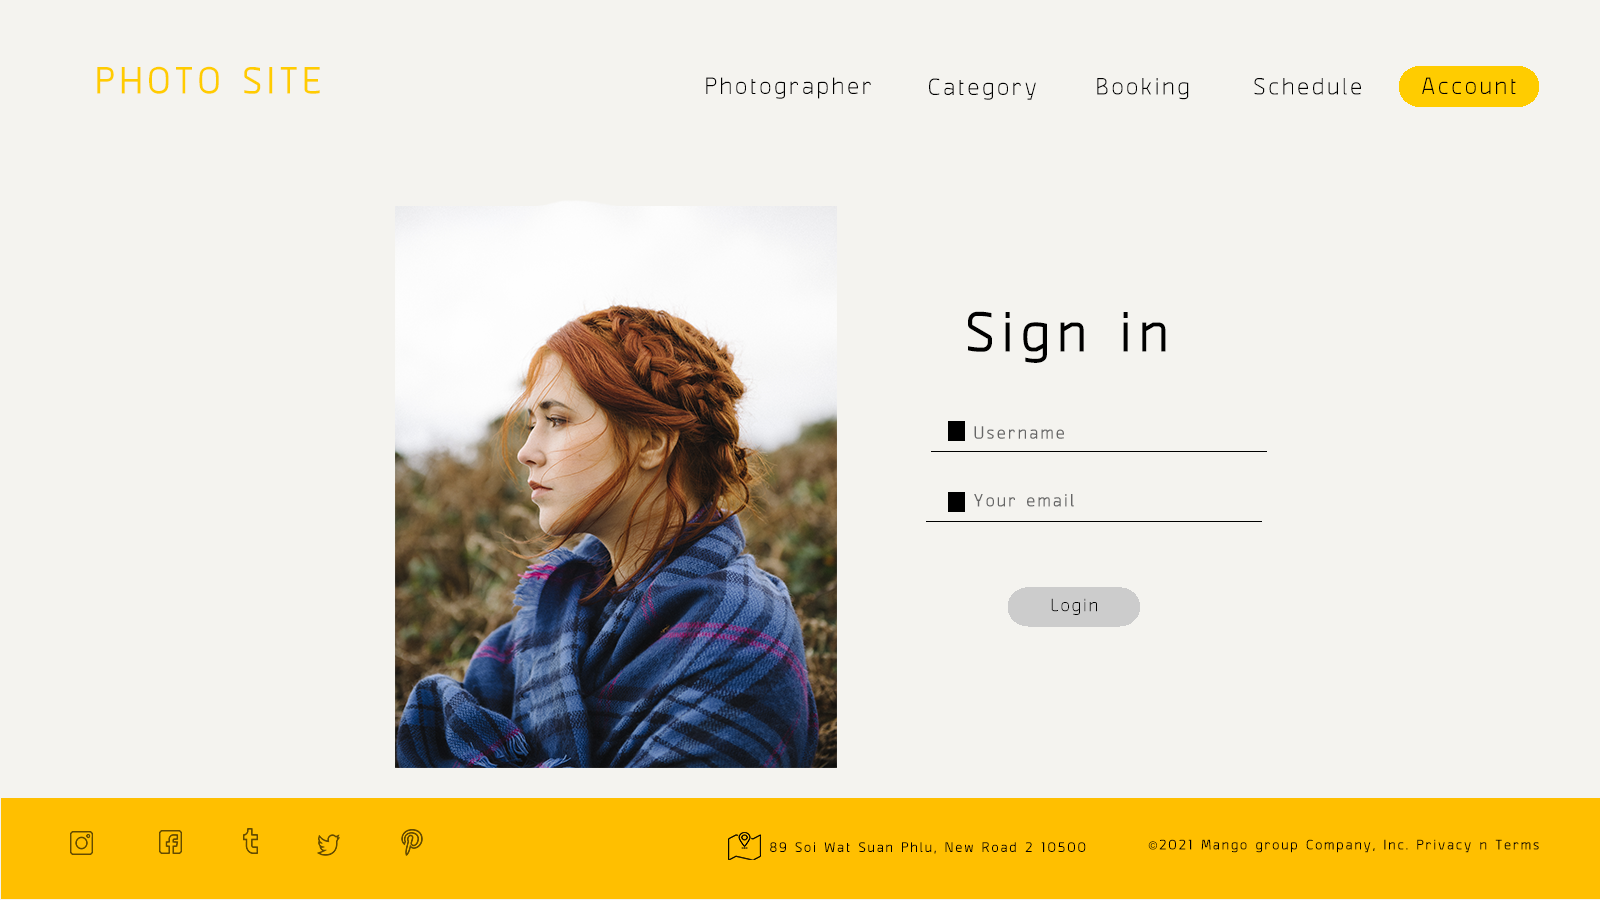 PHOTO SITE
Photographer
Category
Booking
Schedule
Account
Sign in
Username
Your email
Login
89 Soi Wat Suan Phlu, New Road 2 10500
©2021 Mango group Company, Inc. Privacy n Terms